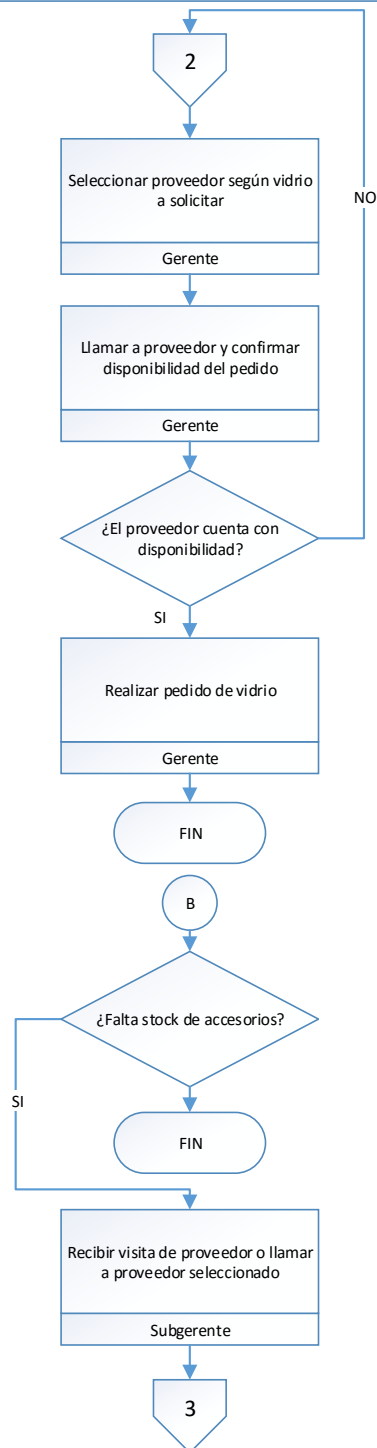 2
Seleccionar proveedor según vidrio
a solicitar
NO
Gerente
Llamar a proveedor y confirmar
disponibilidad del pedido
Gerente
¿El proveedor cuenta con
disponibilidad?
SI
Realizar pedido de vidrio
Gerente
FIN
B
¿Falta stock de accesorios?
SI
FIN
Recibir visita de proveedor o llamar
a proveedor seleccionado
Subgerente
3